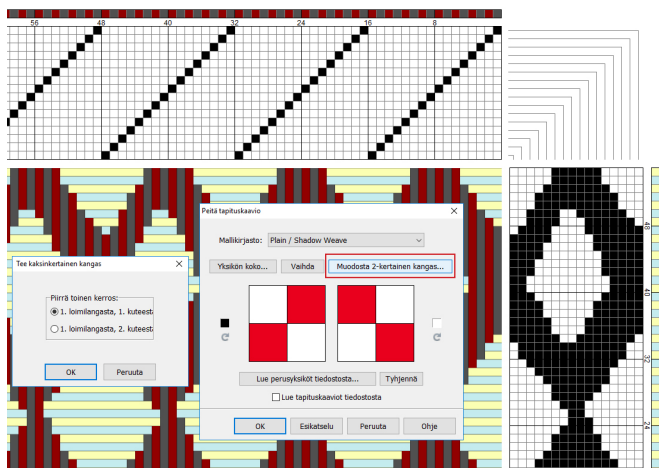 56 48 40 32 24 16 8
Peitä tapituskaavio
Mallikirjasto: Plain / Shadow Weave
Yksikön koko... Vaihda Muodosta 2-kertainen kangas...
Lue perusyksiköt tiedostosta... Tyhjennä
Lue tapituskaaviot tiedostosta
OK Esikatselu Peruuta Ohje
Tee kaksinkertainen kangas
Piirrä toinen kerros:
1. loimilangasta, 1. kuteesta
1. loimilangasta, 2. kuteest
OK Peruuta
48
40
32
24